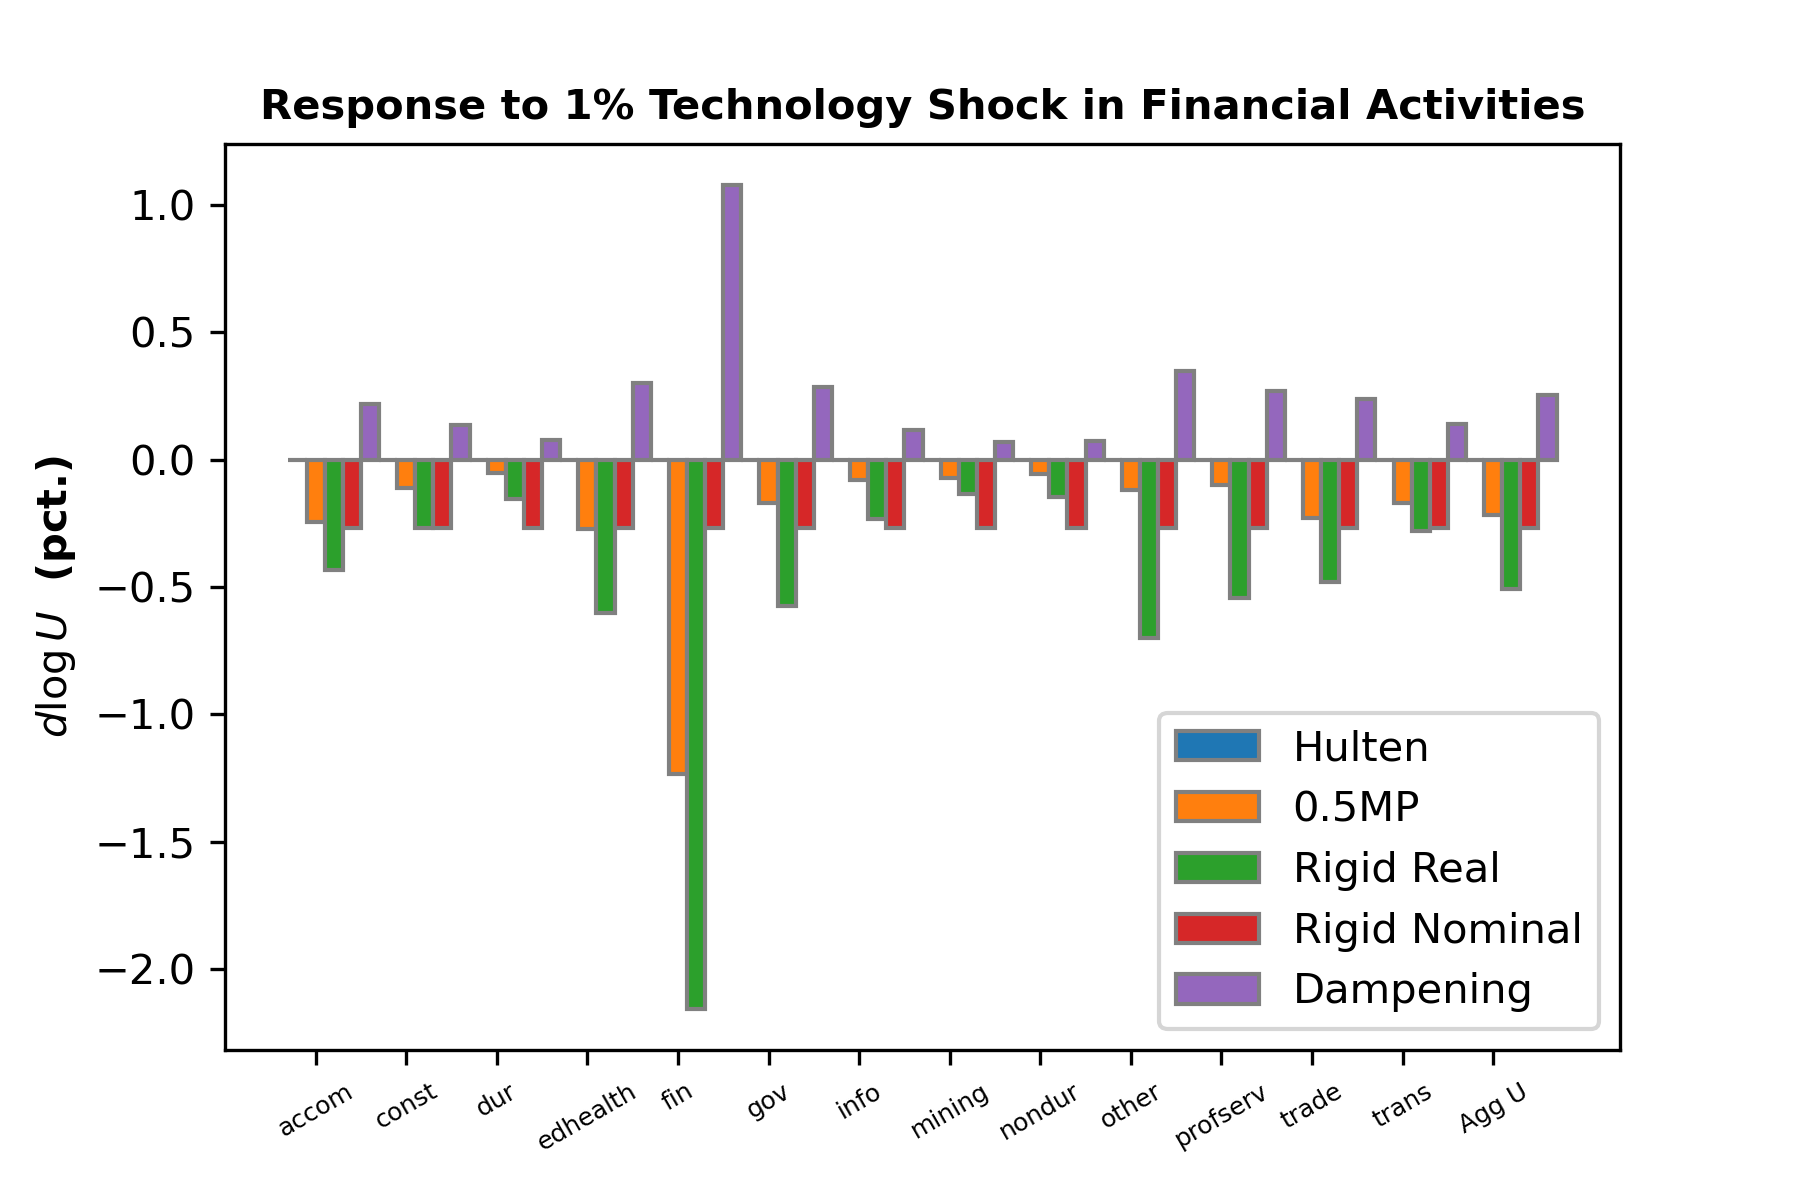 Response to 1% Technology Shock in Financial Activities
dlog U (pct.)
1.0
0.5
0.0
−0.5
−1.0
−1.5
−2.0
Hulten
0.5MP
Rigid Real
Rigid Nominal
Dampening
accom
const
dur
edhealth
fin
gov
info
mining
nondur
other
profserv
trade
trans
Agg U